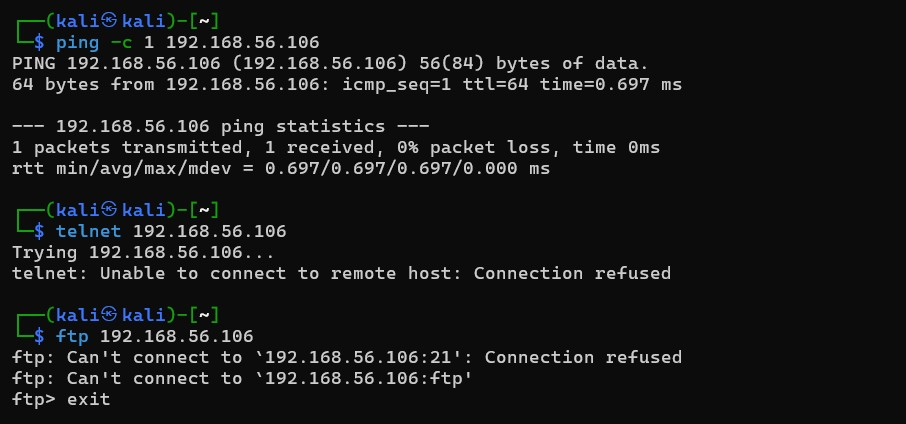 ┌──(kali㉿kali)-[~]
└─$ ping -c 1 192.168.56.106
PING 192.168.56.106 (192.168.56.106) 56(84) bytes of data.
64 bytes from 192.168.56.106: icmp_seq=1 ttl=64 time=0.697 ms

--- 192.168.56.106 ping statistics ---
1 packets transmitted, 1 received, 0% packet loss, time 0ms
rtt min/avg/max/mdev = 0.697/0.697/0.697/0.000 ms

┌──(kali㉿kali)-[~]
└─$ telnet 192.168.56.106
Trying 192.168.56.106...
telnet: Unable to connect to remote host: Connection refused

┌──(kali㉿kali)-[~]
└─$ ftp 192.168.56.106
ftp: Can't connect to `192.168.56.106:21': Connection refused
ftp: Can't connect to `192.168.56.106:ftp'
ftp> exit